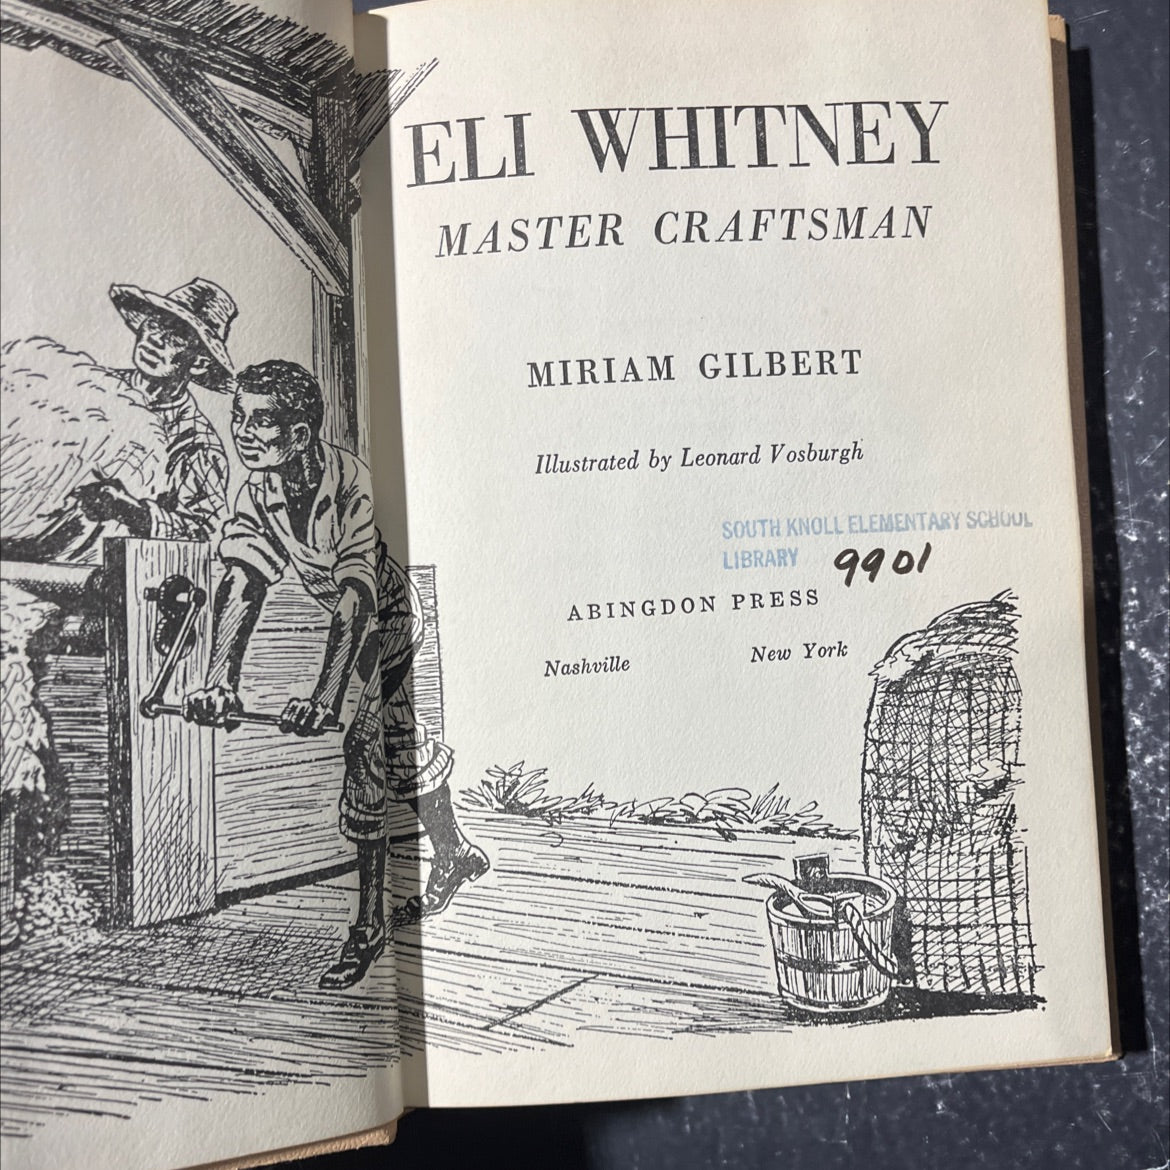 ELI WHITNEY
MASTER CRAFTSMAN
MIRIAM GILBERT
Illustrated by Leonard Vosburgh
SOUTH KNOLL ELEMENTARY SCHOOL
LIBRARY 9901
ABINGDON PRESS
Nashville New York